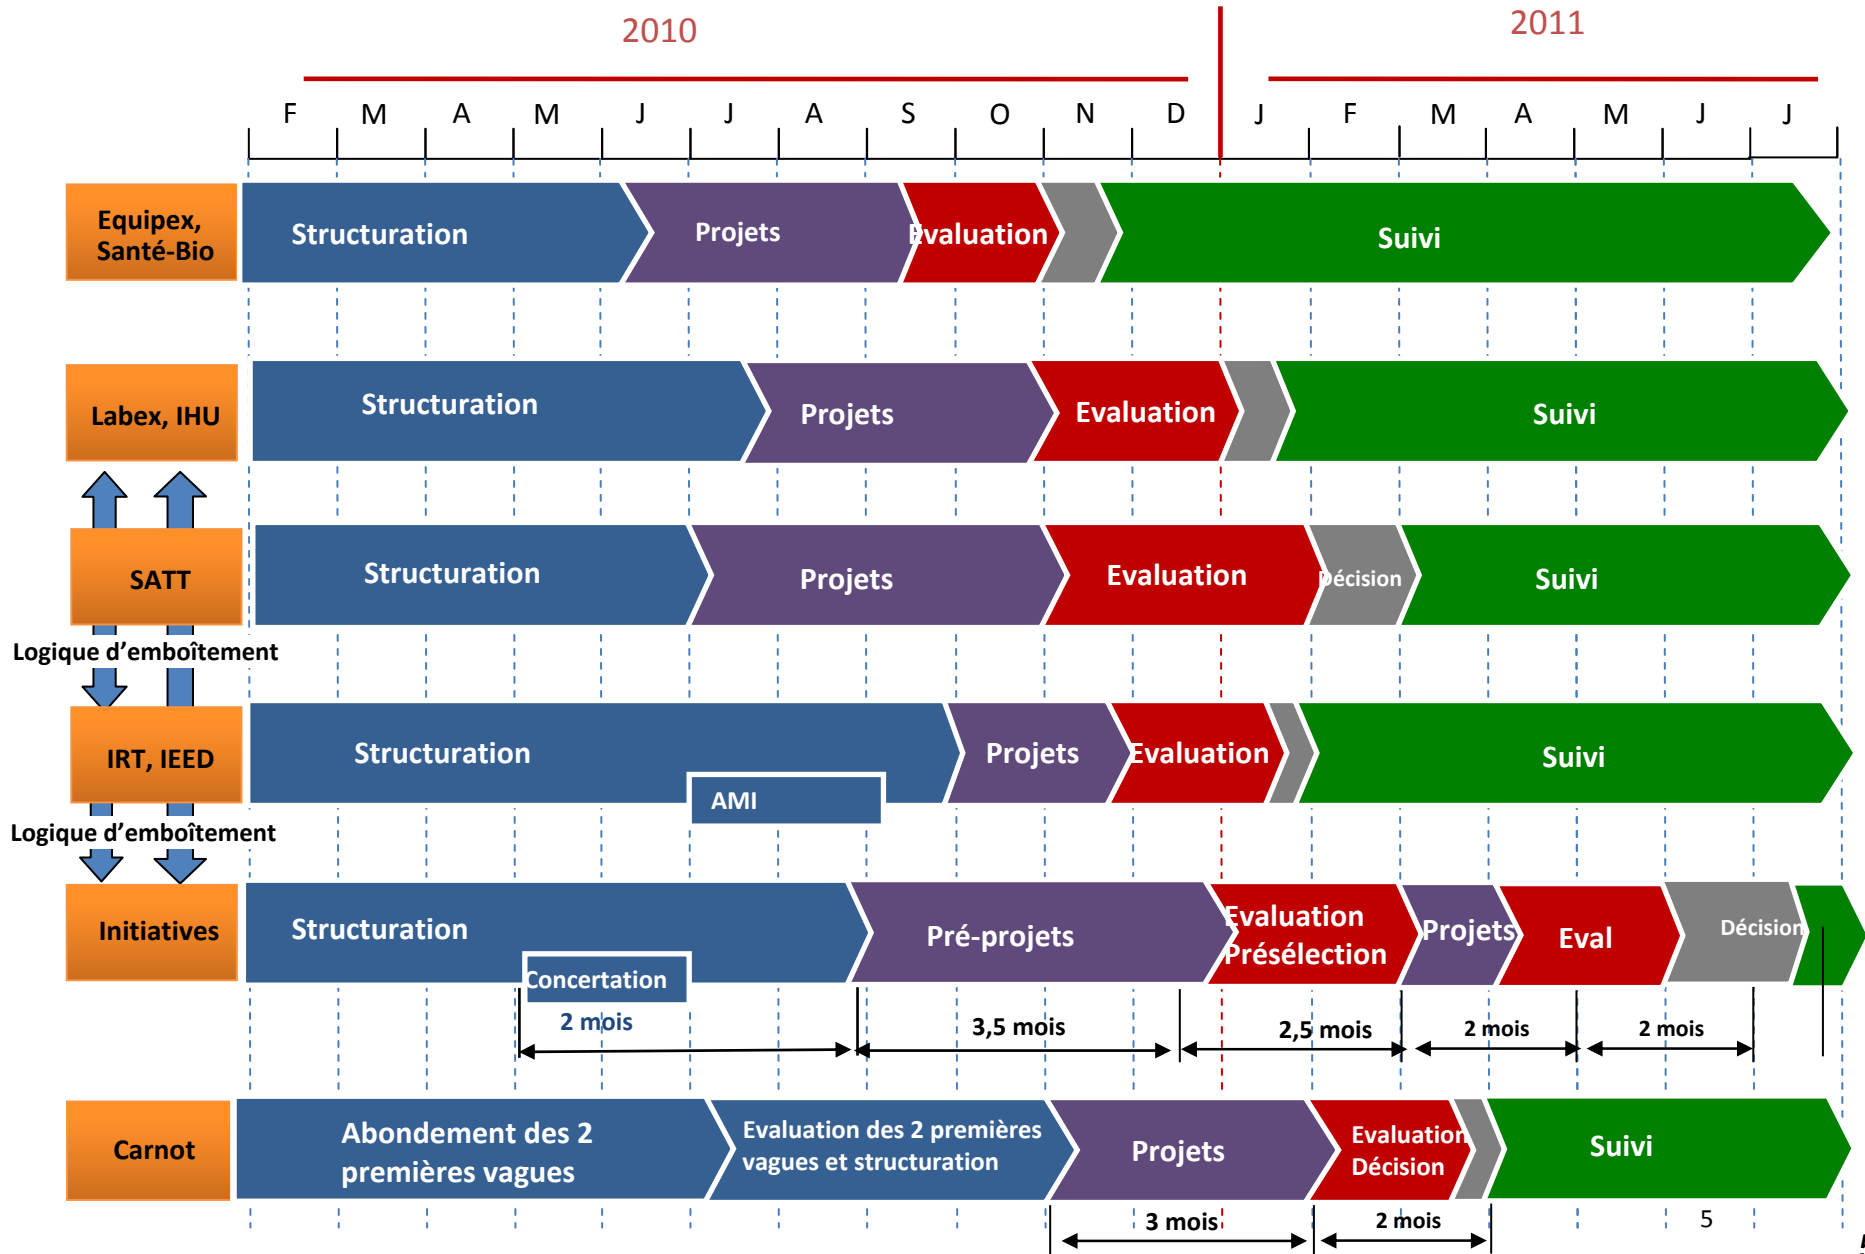 2010
2011
F M A M J J A S O N D J F M A M J J
Equipex,
Santé-Bio
Structuration
Projets
Evaluation
Suivi
Labex, IHU
Structuration
Projets
Evaluation
Suivi
SATT
Structuration
Projets
Evaluation
Décision
Suivi
Logique d'emboîtement
IRT, IEED
Structuration
AMI
Projets
Evaluation
Suivi
Logique d'emboîtement
Initiatives
Structuration
Concertation
Pré-projets
Evaluation
Présélection
Projets
Eval
Décision
2 mois
3,5 mois
2,5 mois
2 mois
2 mois
Carnot
Abondement des 2
premières vagues
Evaluation des 2 premières
vagues et structuration
Projets
Evaluation
Décision
Suivi
3 mois
2 mois
5